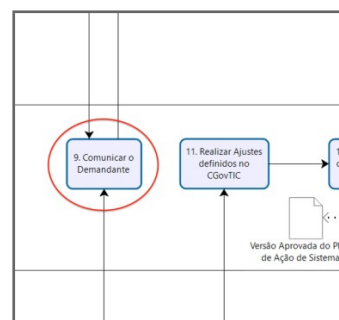 9. Comunicar o
Demandante
11. Realizar Ajustes
definidos no
CGovTIC
Versão Aprovada do
de Ação de Sistema